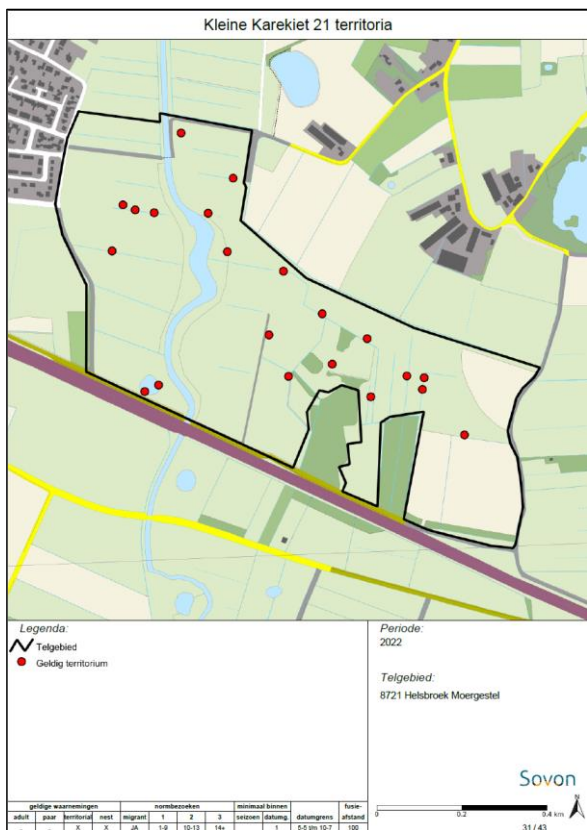 Kleine Karekiet 21 territoria
Legenda:
Telgebied
Geldig territorium
Periode:
2022
Telgebied:
8721 Helsbroek Moergestel
Sovon
0 0.2 0.4 km
N
31 / 43
geldige waarnemingen normbezoeken minimaal binnen fusie-
adult paar territorial nest migrant 1 2 3 seizoen datumg. datumgrens afstand
- - X X JA 1-9 10-13 14+ 1 5-5 t/m 10-7 100